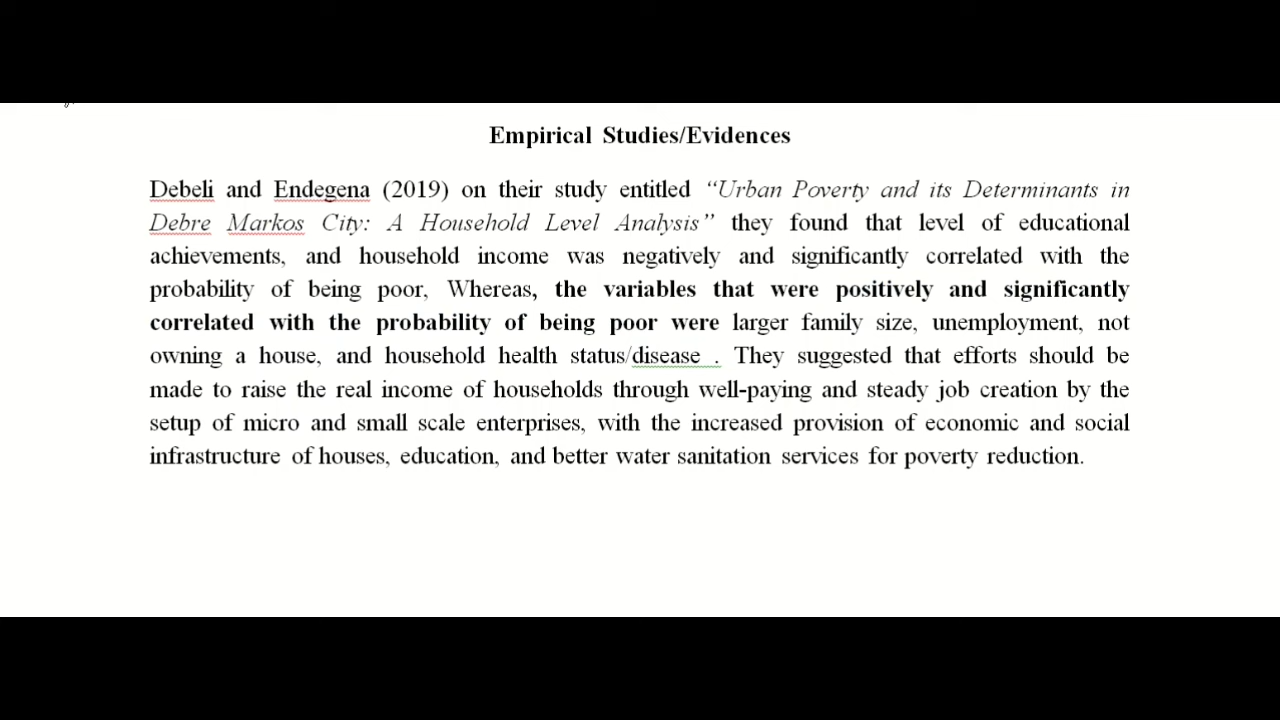 Empirical Studies/Evidences
Debeli and Endegena (2019) on their study entitled “Urban Poverty and its Determinants in
Debre Markos City: A Household Level Analysis” they found that level of educational
achievements, and household income was negatively and significantly correlated with the
probability of being poor, Whereas, the variables that were positively and significantly
correlated with the probability of being poor were larger family size, unemployment, not
owning a house, and household health status/disease . They suggested that efforts should be
made to raise the real income of households through well-paying and steady job creation by the
setup of micro and small scale enterprises, with the increased provision of economic and social
infrastructure of houses, education, and better water sanitation services for poverty reduction.